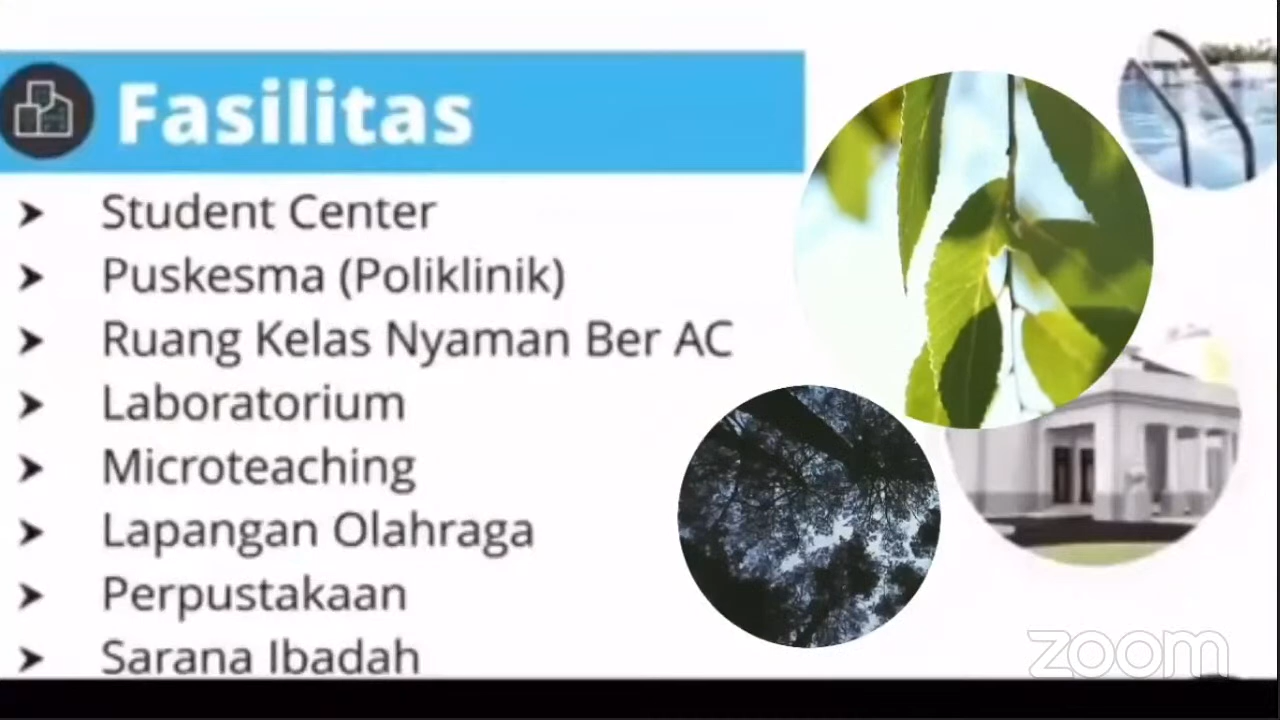 Fasilitas
Student Center
Puskesma (Poliklinik)
Ruang Kelas Nyaman Ber AC
Laboratorium
Microteaching
Lapangan Olahraga
Perpustakaan
Sarana Ibadah
zoom